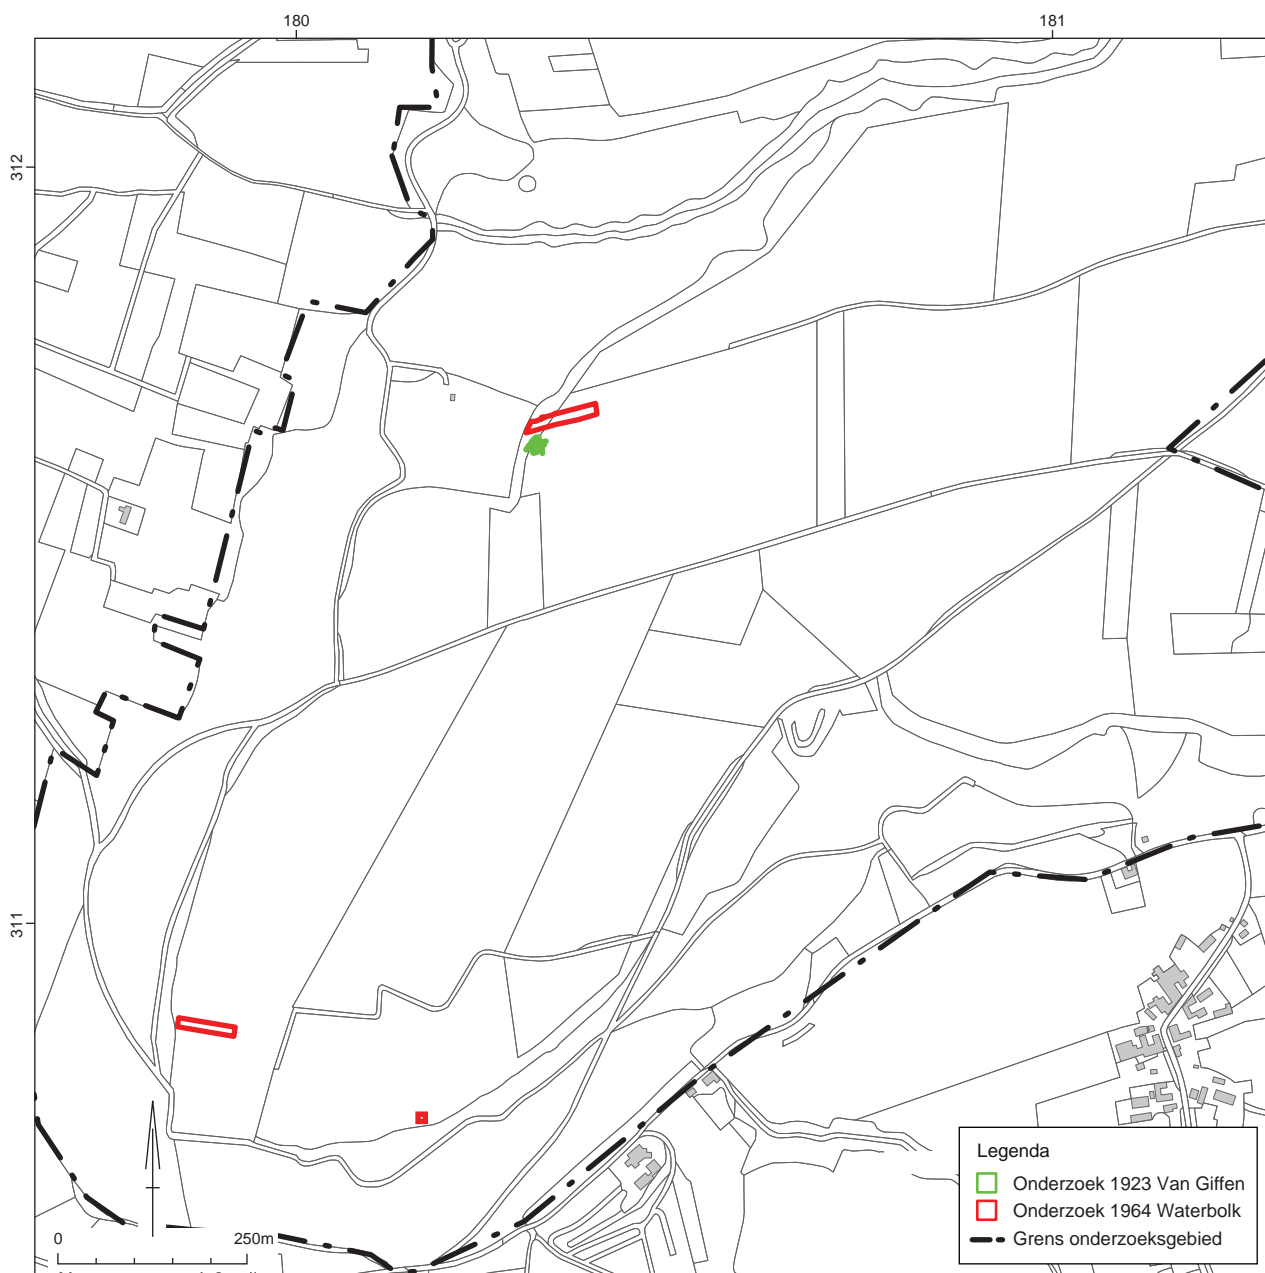 180
181
312
311
Legenda
Onderzoek 1923 Van Giffen
Onderzoek 1964 Waterbolk
Grens onderzoeksgebied
0
250m